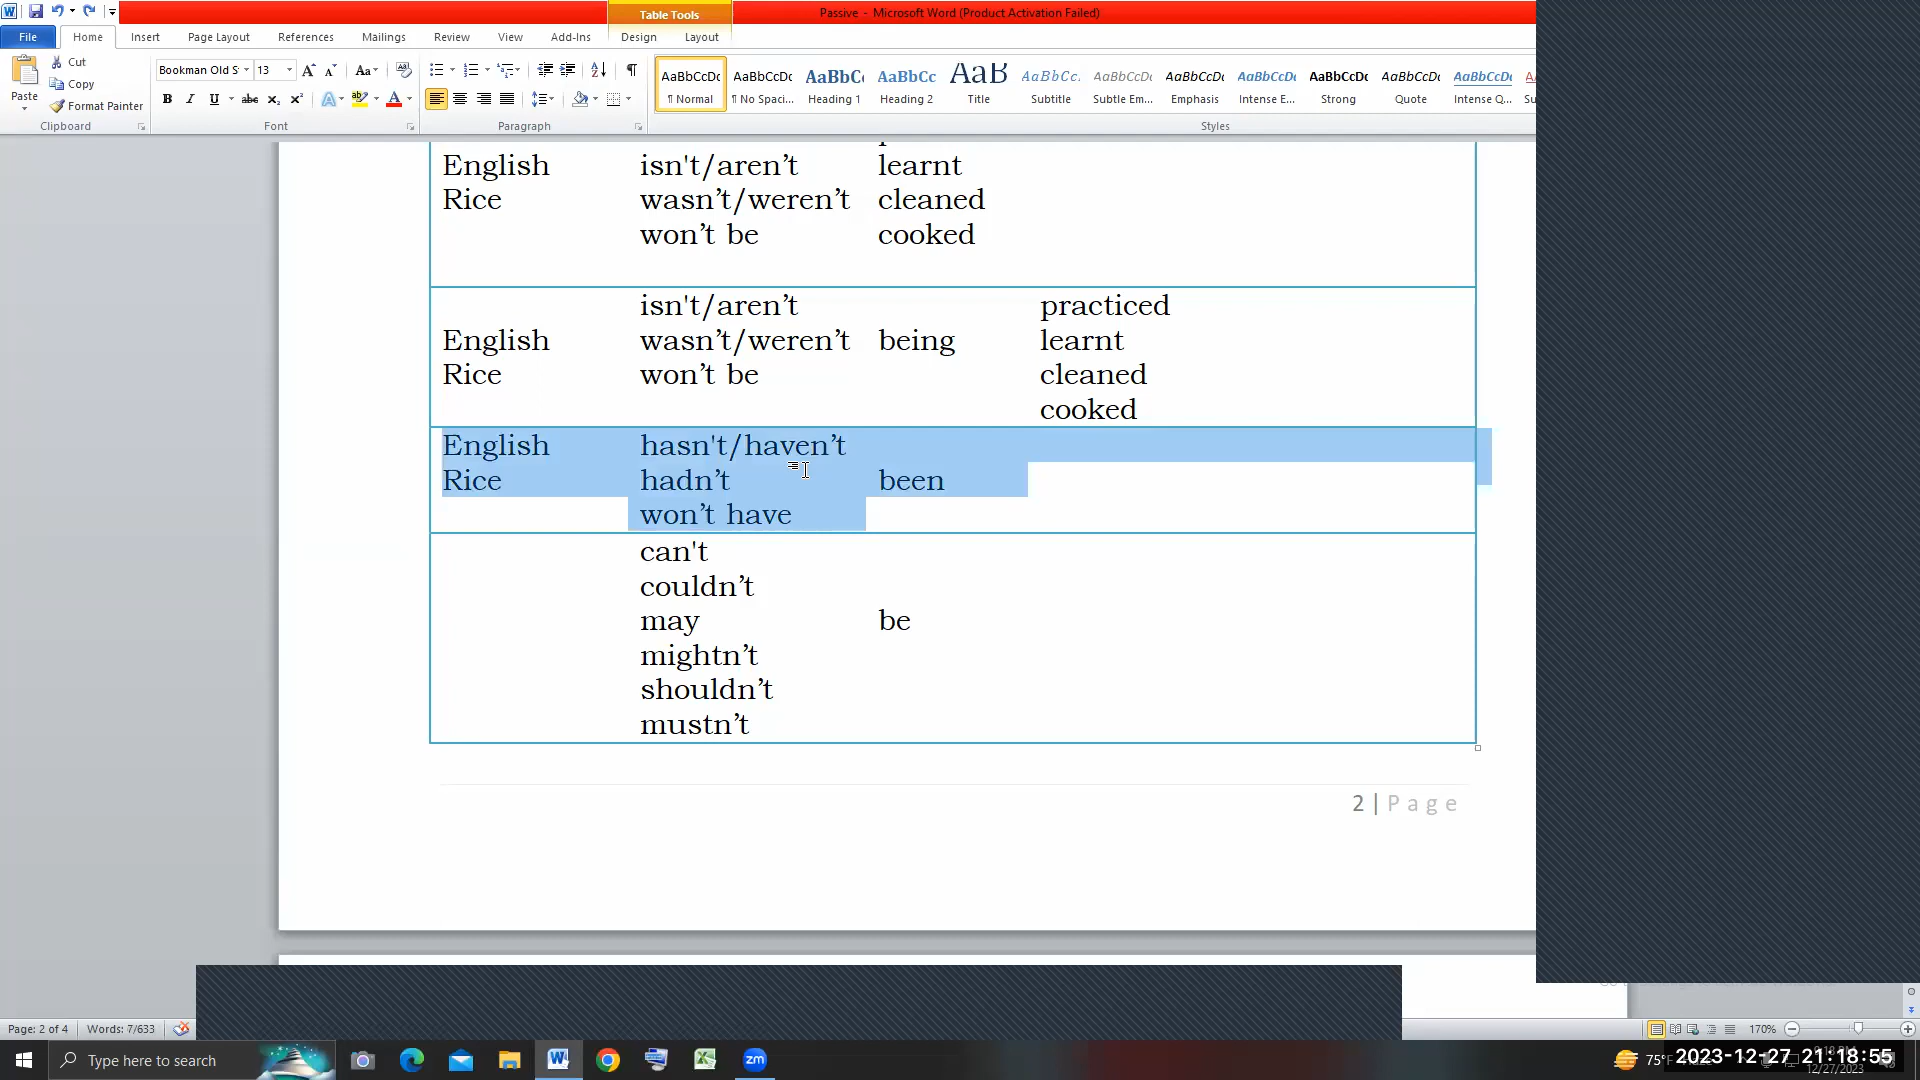 Table Tools
Passive - Microsoft Word (Product Activation Failed)
File Home Insert Page Layout References Mailings Review View Add-Ins Design Layout
Paste
Cut
Copy
Format Painter
Bookman Old S 13
AaBbCcDc AaBbCcDc AaBbCc AaBbCc AaB AaBbCc. AaBbCcDc AaBbCcDc AaBbCcDc AaBbCcDc AaBbCcDc AaBbCcDc
¶ Normal ¶ No Spaci... Heading 1 Heading 2 Title Subtitle Subtle Em... Emphasis Intense E... Strong Quote Intense Q... Su
Clipboard Font Paragraph Styles
English isn't/aren’t learnt
Rice wasn’t/weren’t cleaned
won’t be cooked
isn't/aren’t practiced
English wasn’t/weren’t being learnt
Rice won’t be cleaned
cooked
English hasn't/haven’t
Rice hadn’t been
won’t have
can't
couldn’t
may be
mightn’t
shouldn’t
mustn’t
2 | Page
Page: 2 of 4 Words: 7/633 170%
Type here to search
75°F
2023-12-27 21:18:55
12/27/2023